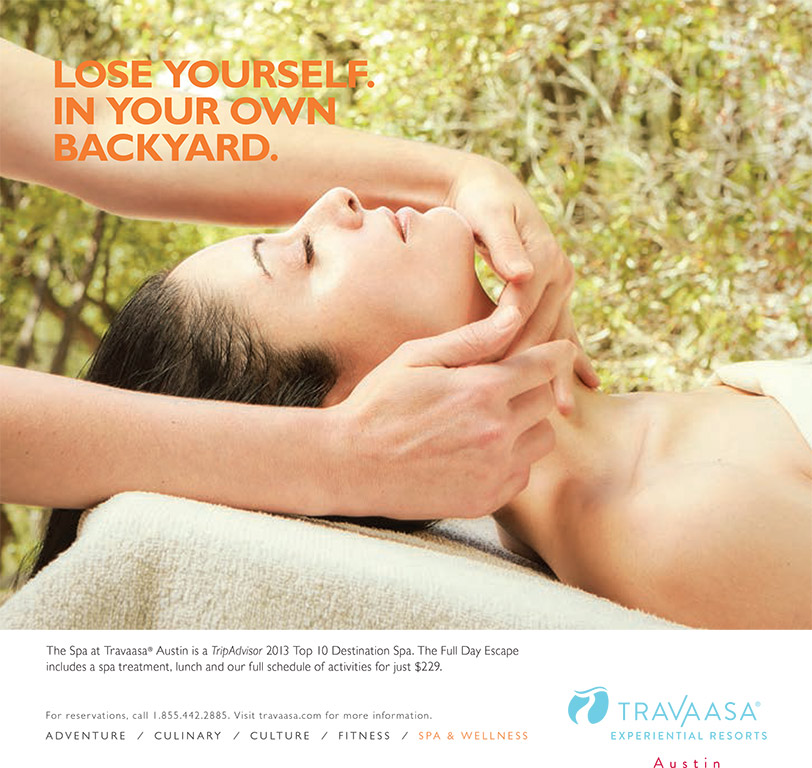 LOSE YOURSELF.
IN YOUR OWN
BACKYARD.
The Spa at Travaasa® Austin is a TripAdvisor 2013 Top 10 Destination Spa. The Full Day Escape
includes a spa treatment, lunch and our full schedule of activities for just $229.
For reservations, call 1.855.442.2885. Visit travaasa.com for more information.
ADVENTURE / CULINARY / CULTURE / FITNESS / SPA & WELLNESS
TRAVAASA®
EXPERIENTIAL RESORTS
Austin